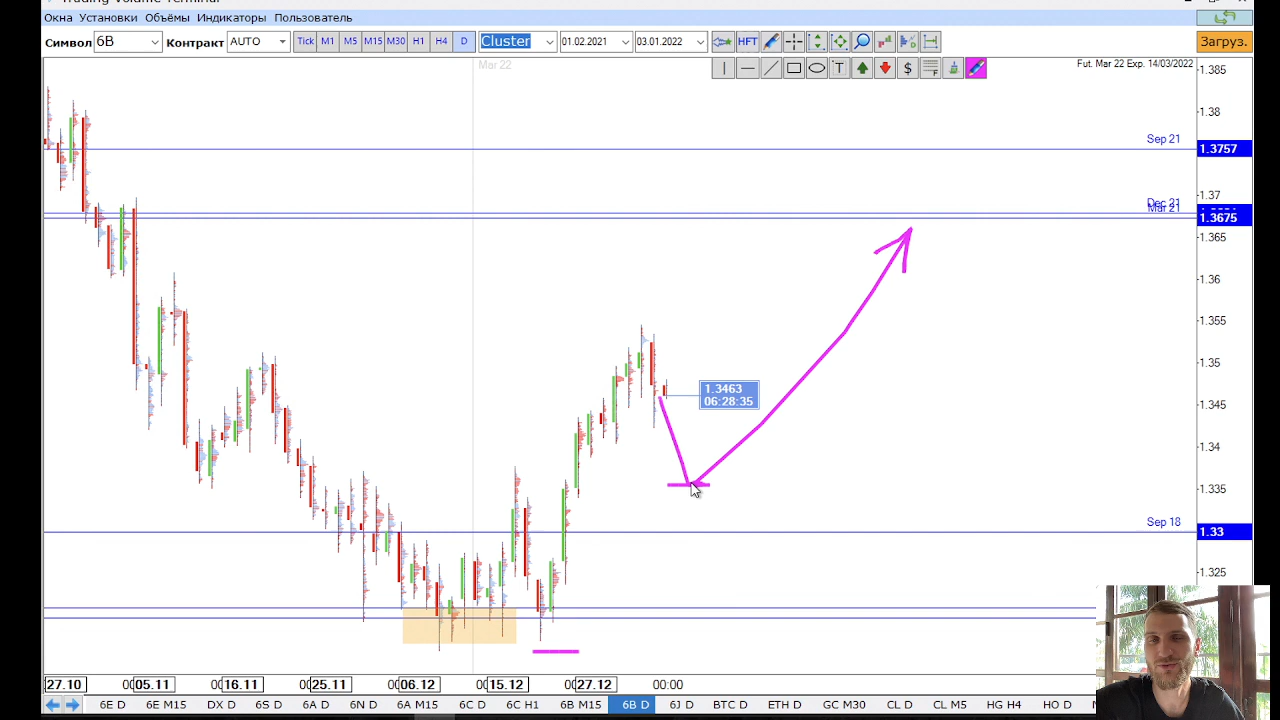 Trading Volume Terminal
Окна Установки Объёмы Индикаторы Пользователь
Символ 6B Контракт AUTO Tick M1 M5 M15 M30 H1 H4 D Cluster 01.02.2021 03.01.2022 HFT Загруз.
Mar 22
T $ F
Fut. Mar 22 Exp. 14/03/2022
1.385
1.38
Sep 21 1.3757
1.37
Dec 21
Mar 21 1.3675
1.365
1.36
1.355
1.35
1.3463
06:28:35
1.345
1.34
1.335
Sep 18 1.33
1.325
27.10 05.11 16.11 25.11 06.12 15.12 27.12 00:00
6E D 6E M15 DX D 6S D 6A D 6N D 6C D 6C H1 6B M15 6B D 6J D BTC D ETH D GC M30 CL D CL M5 HG H4 HO D